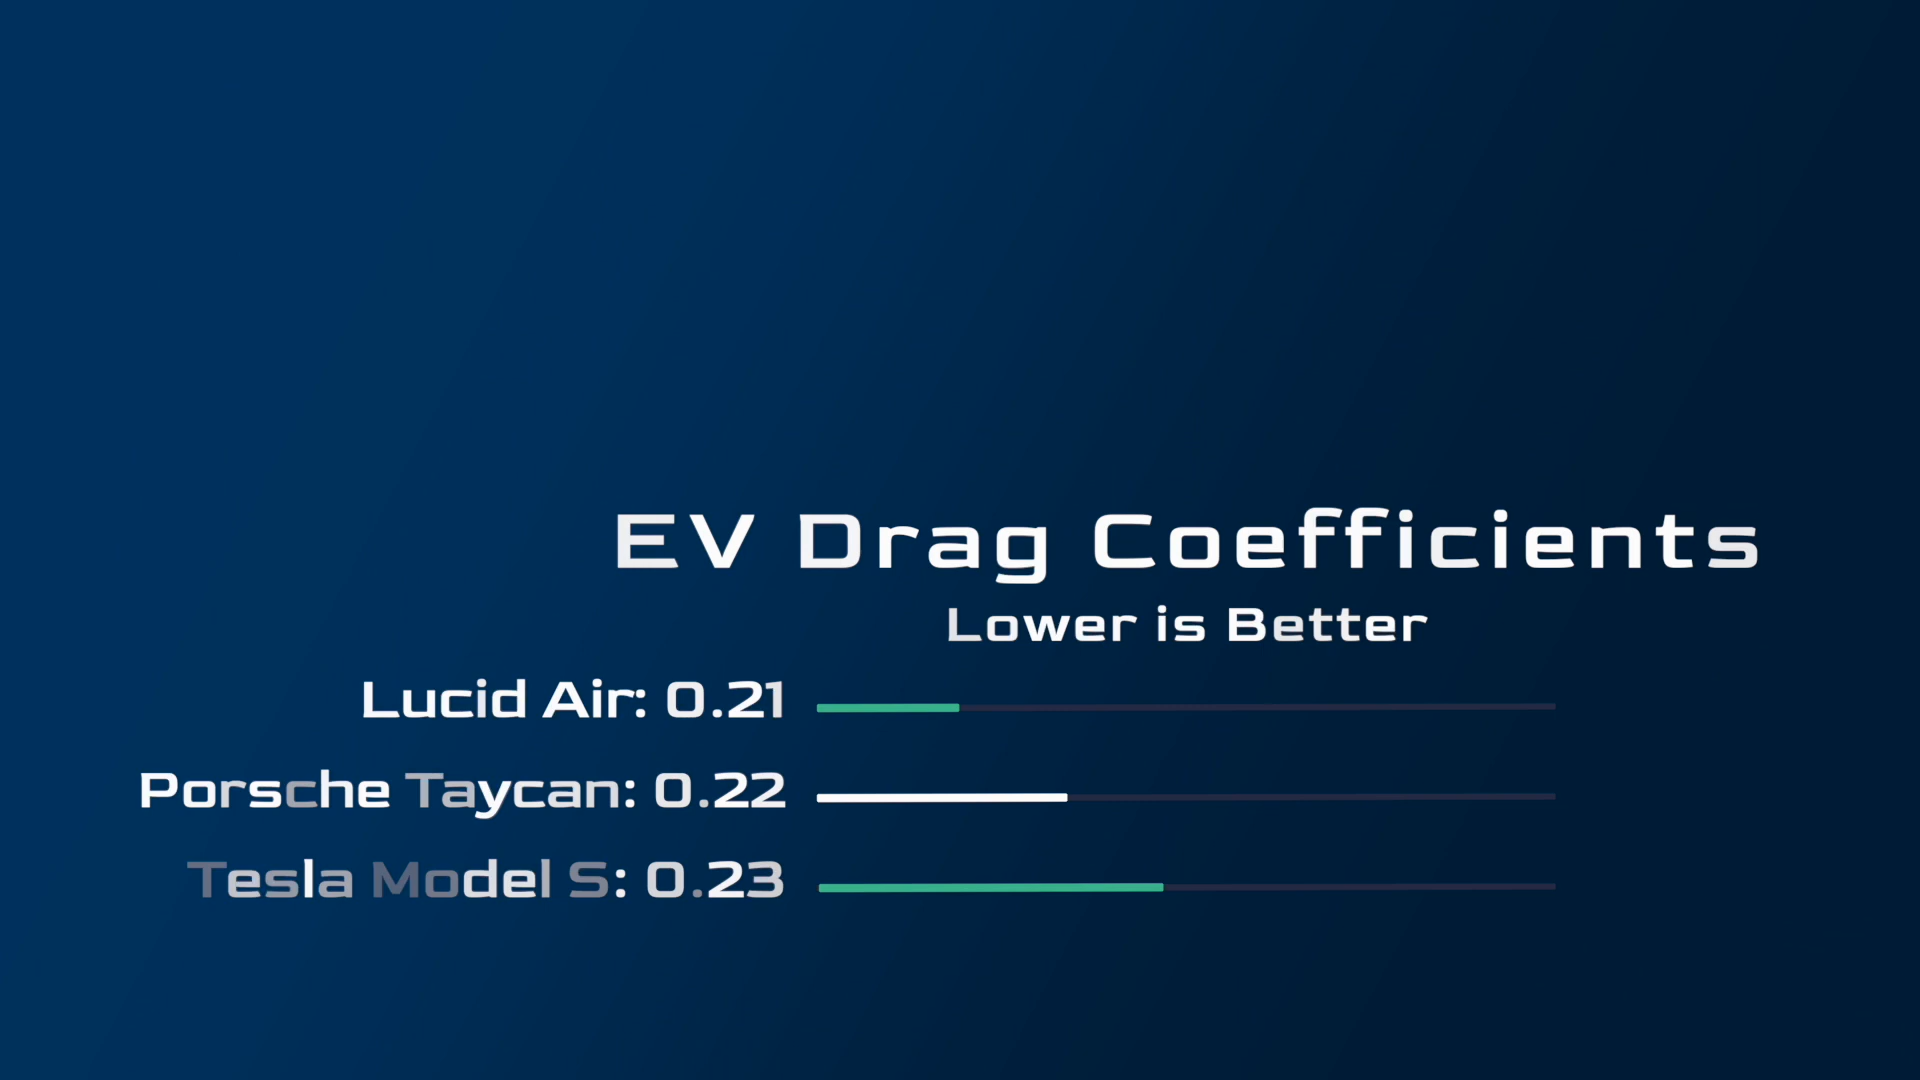 EV Drag Coefficients
Lower is Better
Lucid Air: 0.21
Porsche Taycan: 0.22
Tesla Model S: 0.23